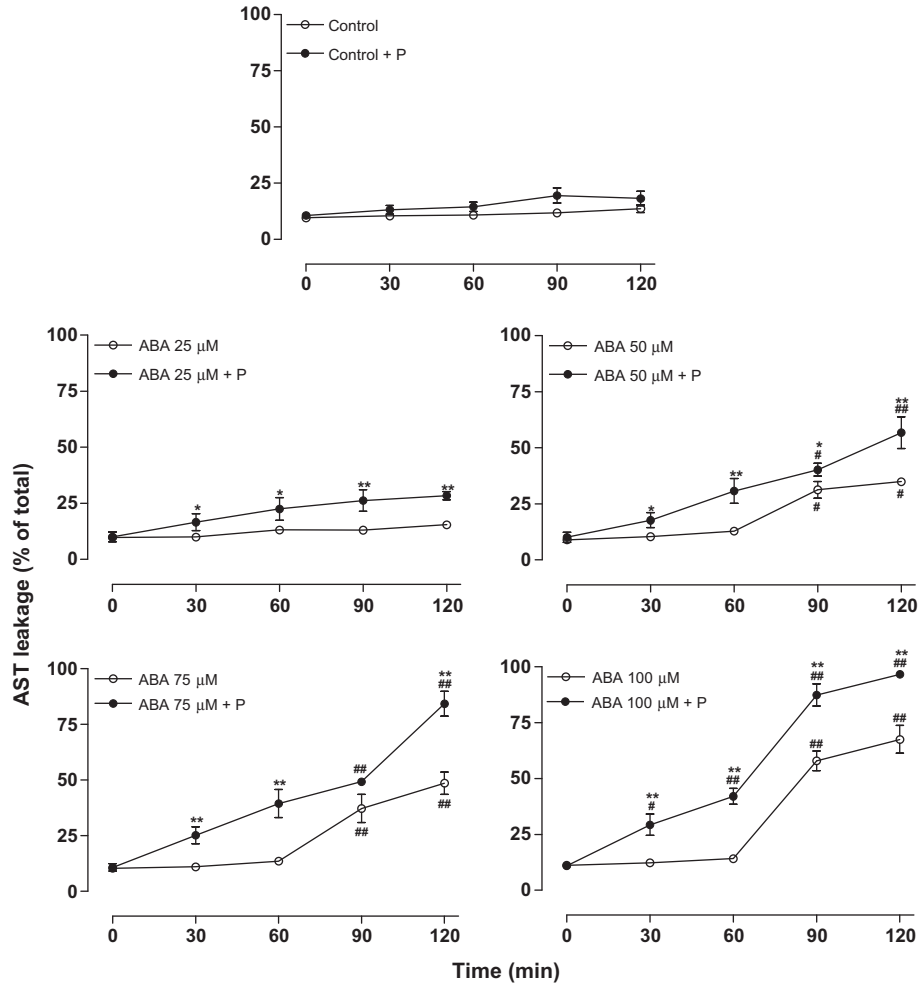 100
75
50
25
0
Control
Control + P
0 30 60 90 120
AST leakage (% of total)
100
75
50
25
0
ABA 25 μM
ABA 25 μM + P
* * ** **
0 30 60 90 120
100
75
50
25
0
ABA 50 μM
ABA 50 μM + P
* ** * **
# ##
# #
0 30 60 90 120
100
75
50
25
0
ABA 75 μM
ABA 75 μM + P
** ** ## **
##
## ##
0 30 60 90 120
100
75
50
25
0
ABA 100 μM
ABA 100 μM + P
** ** ** **
# ## ## ##
## ##
0 30 60 90 120
Time (min)